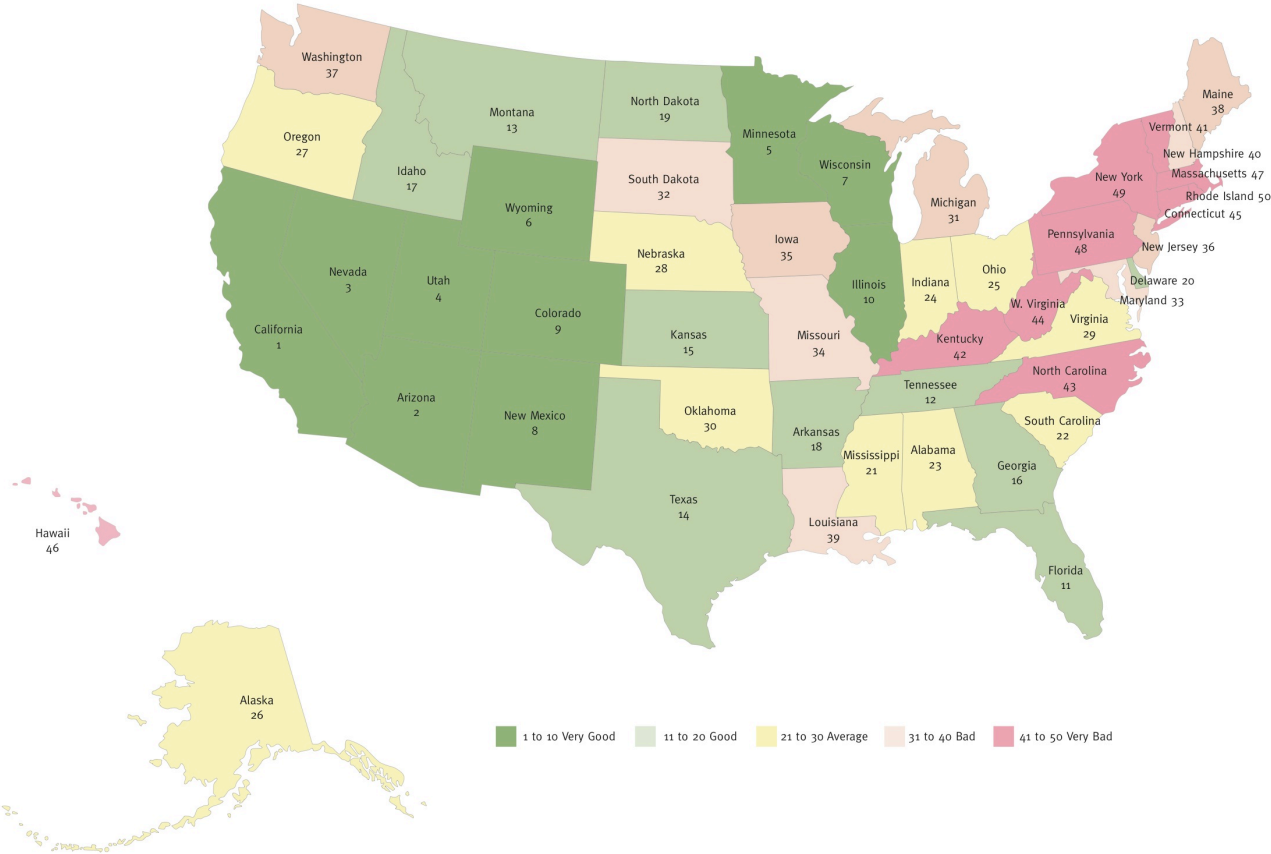 Washington
37
Oregon
27
Idaho
17
Montana
13
North Dakota
19
South Dakota
32
Minnesota
5
Wisconsin
7
Wyoming
6
Nebraska
28
Iowa
35
Michigan
31
Maine
38
Vermont 41
New Hampshire 40
Massachusetts 47
Rhode Island 50
Connecticut 45
New York
49
Pennsylvania
48
New Jersey 36
Delaware 20
Maryland 33
Nevada
3
Utah
4
Colorado
9
California
1
Arizona
2
New Mexico
8
Kansas
15
Missouri
34
Illinois
10
Indiana
24
Ohio
25
W. Virginia
44
Virginia
29
Kentucky
42
Tennessee
12
North Carolina
43
South Carolina
22
Oklahoma
30
Arkansas
18
Mississippi
21
Alabama
23
Georgia
16
Texas
14
Louisiana
39
Florida
11
Hawaii
46
Alaska
26
1 to 10 Very Good
11 to 20 Good
21 to 30 Average
31 to 40 Bad
41 to 50 Very Bad